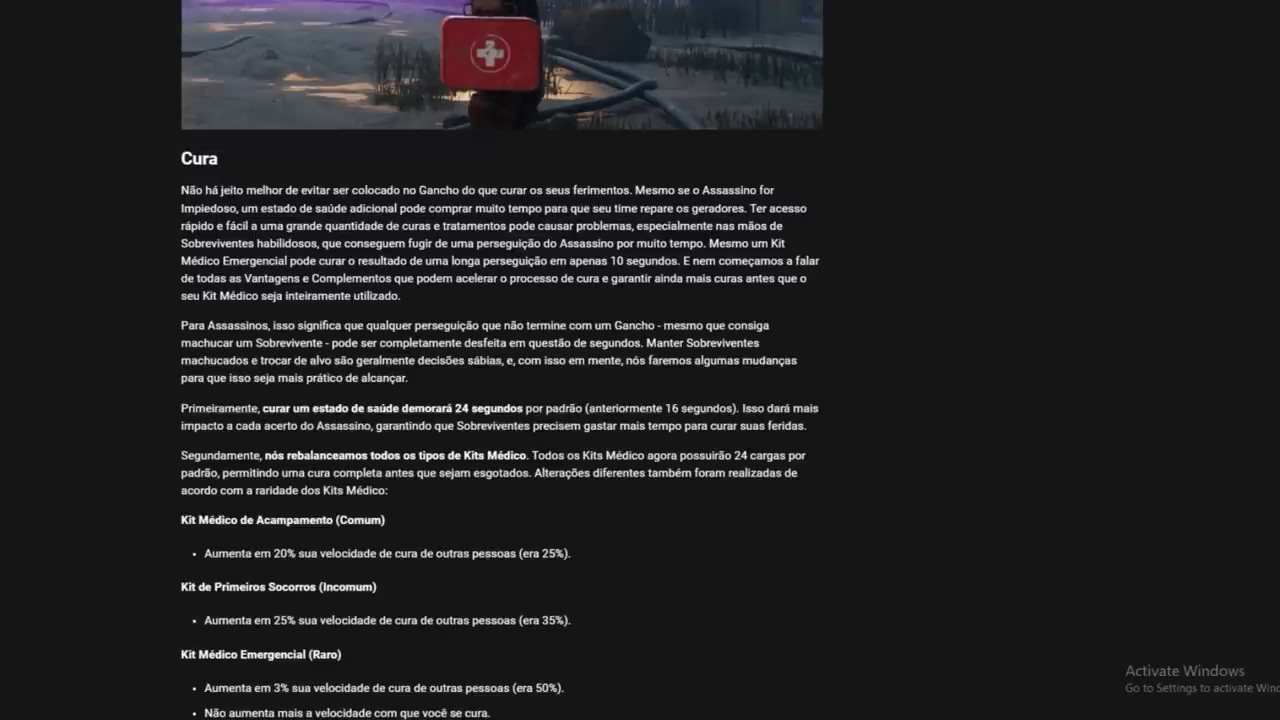 Cura
Não há jeito melhor de evitar ser colocado no Gancho do que curar os seus ferimentos. Mesmo se o Assassino for
Impiedoso, um estado de saúde adicional pode comprar muito tempo para que seu time repare os geradores. Ter acesso
rápido e fácil a uma grande quantidade de curas e tratamentos pode causar problemas, especialmente nas mãos de
Sobreviventes habilidosos, que conseguem fugir de uma perseguição do Assassino por muito tempo. Mesmo um Kit
Médico Emergencial pode curar o resultado de uma longa perseguição em apenas 10 segundos. E nem começamos a falar
de todas as Vantagens e Complementos que podem acelerar o processo de cura e garantir ainda mais curas antes que o
seu Kit Médico seja inteiramente utilizado.
Para Assassinos, isso significa que qualquer perseguição que não termine com um Gancho - mesmo que consiga
machucar um Sobrevivente - pode ser completamente desfeita em questão de segundos. Manter Sobreviventes
machucados e trocar de alvo são geralmente decisões sábias, e, com isso em mente, nós faremos algumas mudanças
para que isso seja mais prático de alcançar.
Primeiramente, curar um estado de saúde demorará 24 segundos por padrão (anteriormente 16 segundos). Isso dará mais
impacto a cada acerto do Assassino, garantindo que Sobreviventes precisem gastar mais tempo para curar suas feridas.
Segundamente, nós rebalanceamos todos os tipos de Kits Médico. Todos os Kits Médico agora possuirão 24 cargas por
padrão, permitindo uma cura completa antes que sejam esgotados. Alterações diferentes também foram realizadas de
acordo com a raridade dos Kits Médico:
Kit Médico de Acampamento (Comum)
• Aumenta em 20% sua velocidade de cura de outras pessoas (era 25%).
Kit de Primeiros Socorros (Incomum)
• Aumenta em 25% sua velocidade de cura de outras pessoas (era 35%).
Kit Médico Emergencial (Raro)
• Aumenta em 3% sua velocidade de cura de outras pessoas (era 50%).
• Não aumenta mais a velocidade com que você se cura.
Activate Windows
Go to Settings to activate Win